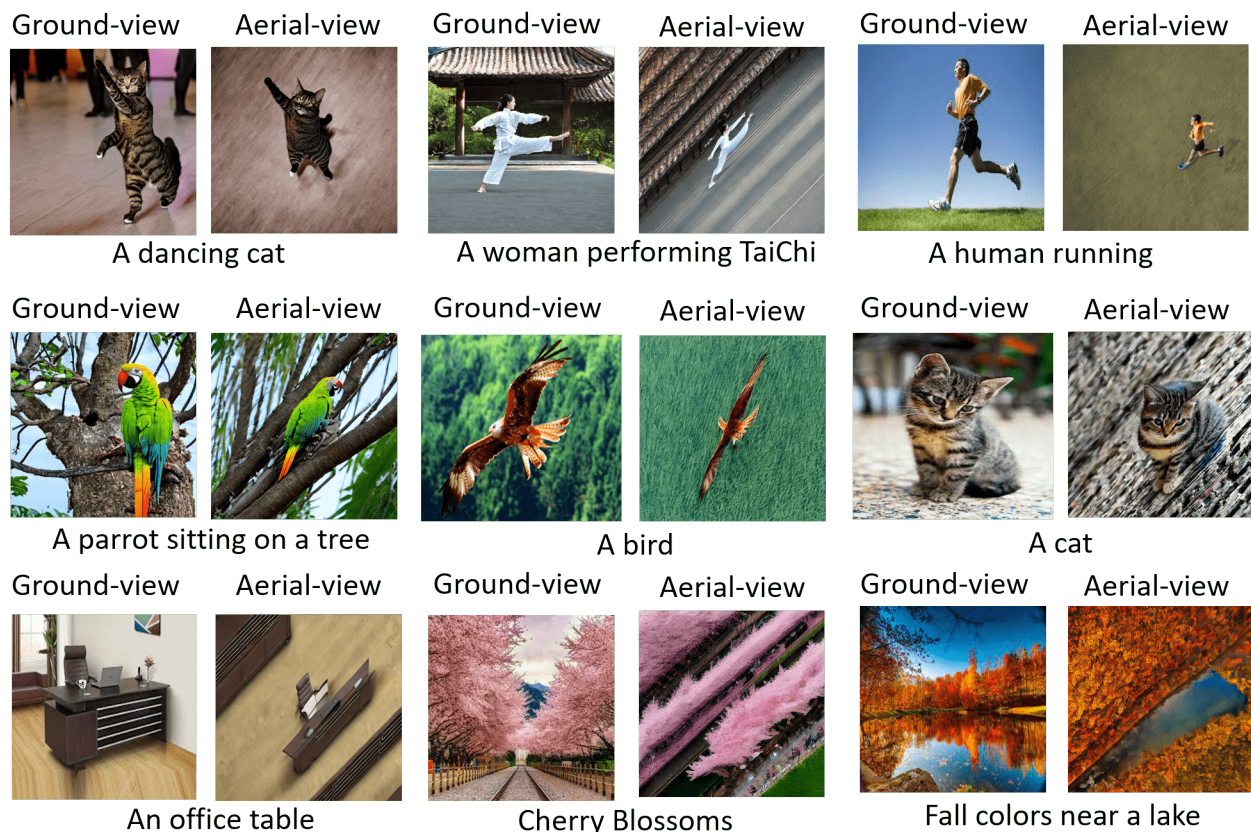 Ground-view Aerial-view Ground-view Aerial-view Ground-view Aerial-view
A dancing cat A woman performing TaiChi A human running
Ground-view Aerial-view Ground-view Aerial-view Ground-view Aerial-view
A parrot sitting on a tree A bird A cat
Ground-view Aerial-view Ground-view Aerial-view Ground-view Aerial-view
An office table Cherry Blossoms Fall colors near a lake